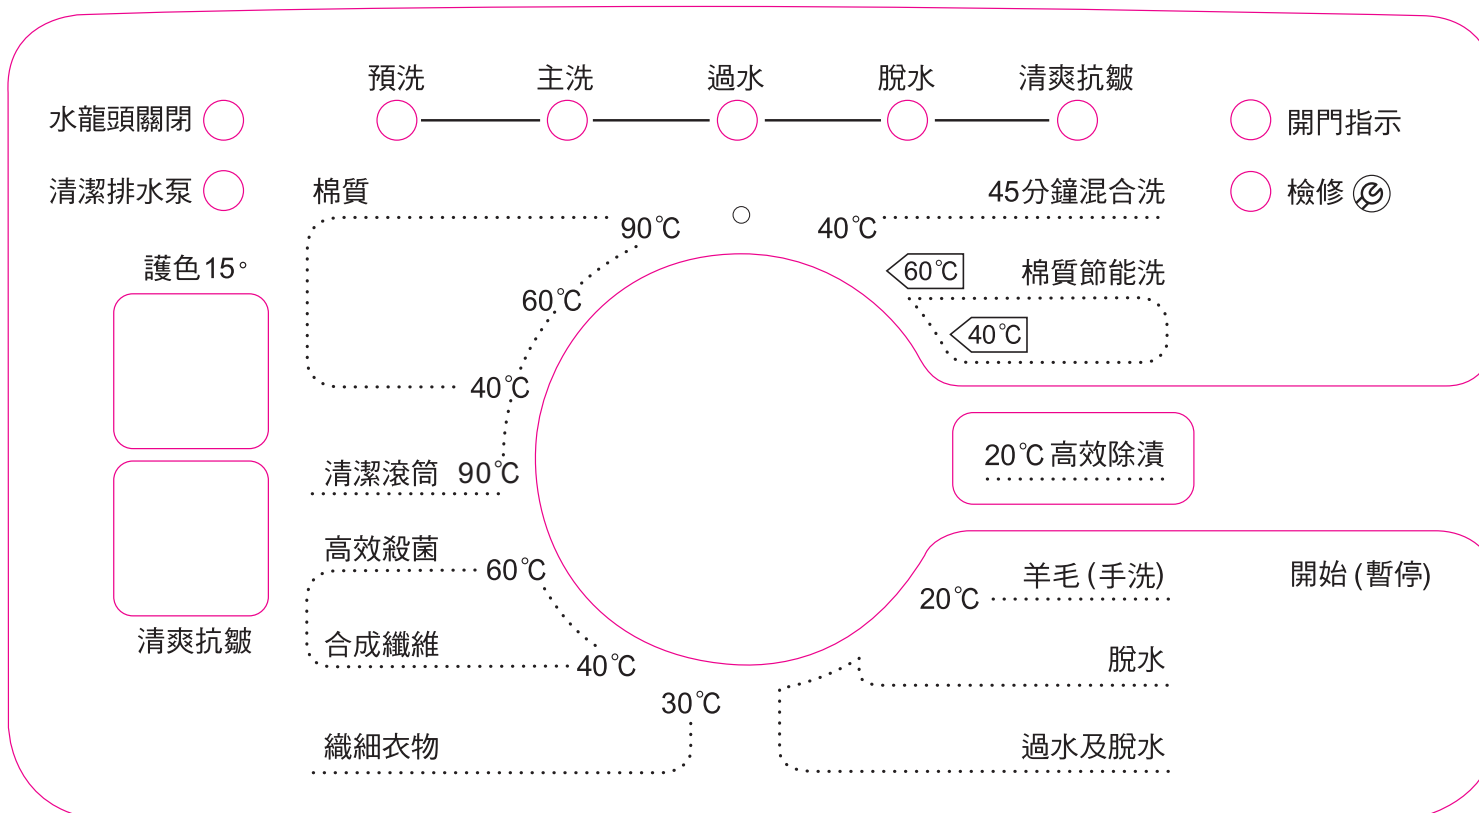 預洗
主洗
過水
脫水
清爽抗皺
水龍頭關閉
開門指示
清潔排水泵
檢修
棉質
90℃
60℃
40℃
45分鐘混合洗
40℃
棉質節能洗
60℃
40℃
護色15°
清爽抗皺
清潔滾筒 90℃
20℃高效除漬
高效殺菌
60℃
合成纖維
40℃
纖細衣物
30℃
羊毛(手洗)
20℃
開始(暫停)
脫水
過水及脫水